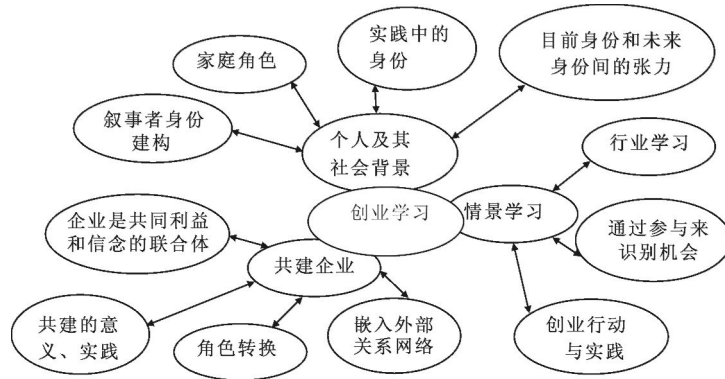 实践中的
身份
目前身份和未来
身份间的张力
家庭角色
叙事者身份
建构
个人及其
社会背景
行业学习
企业是共同利益
和信念的联合体
创业学习
情景学习
通过参与来
识别机会
共建企业
共建的意
义、实践
角色转换
嵌入外部
关系网络
创业行动
与实践